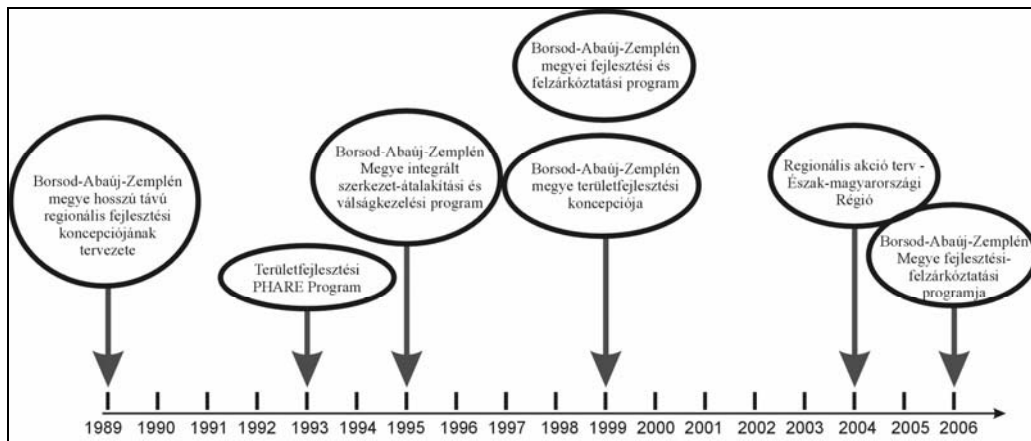 Borsod-Abaúj-Zemplén
megye hosszú távú
regionális fejlesztési
koncepciójának
tervezete
Területfejlesztési
PHARE Program
Borsod-Abaúj-Zemplén
Megye integrált
szerkezet-átalakítási és
válságkezelési program
Borsod-Abaúj-Zemplén
megyei fejlesztési és
felzárkóztatási program
Borsod-Abaúj-Zemplén
megye területfejlesztési
koncepciója
Regionális akció terv -
Észak-magyarországi
Régió
Borsod-Abaúj-Zemplén
Megye fejlesztési-
felzárkóztatási
programja
1989 1990 1991 1992 1993 1994 1995 1996 1997 1998 1999 2000 2001 2002 2003 2004 2005 2006